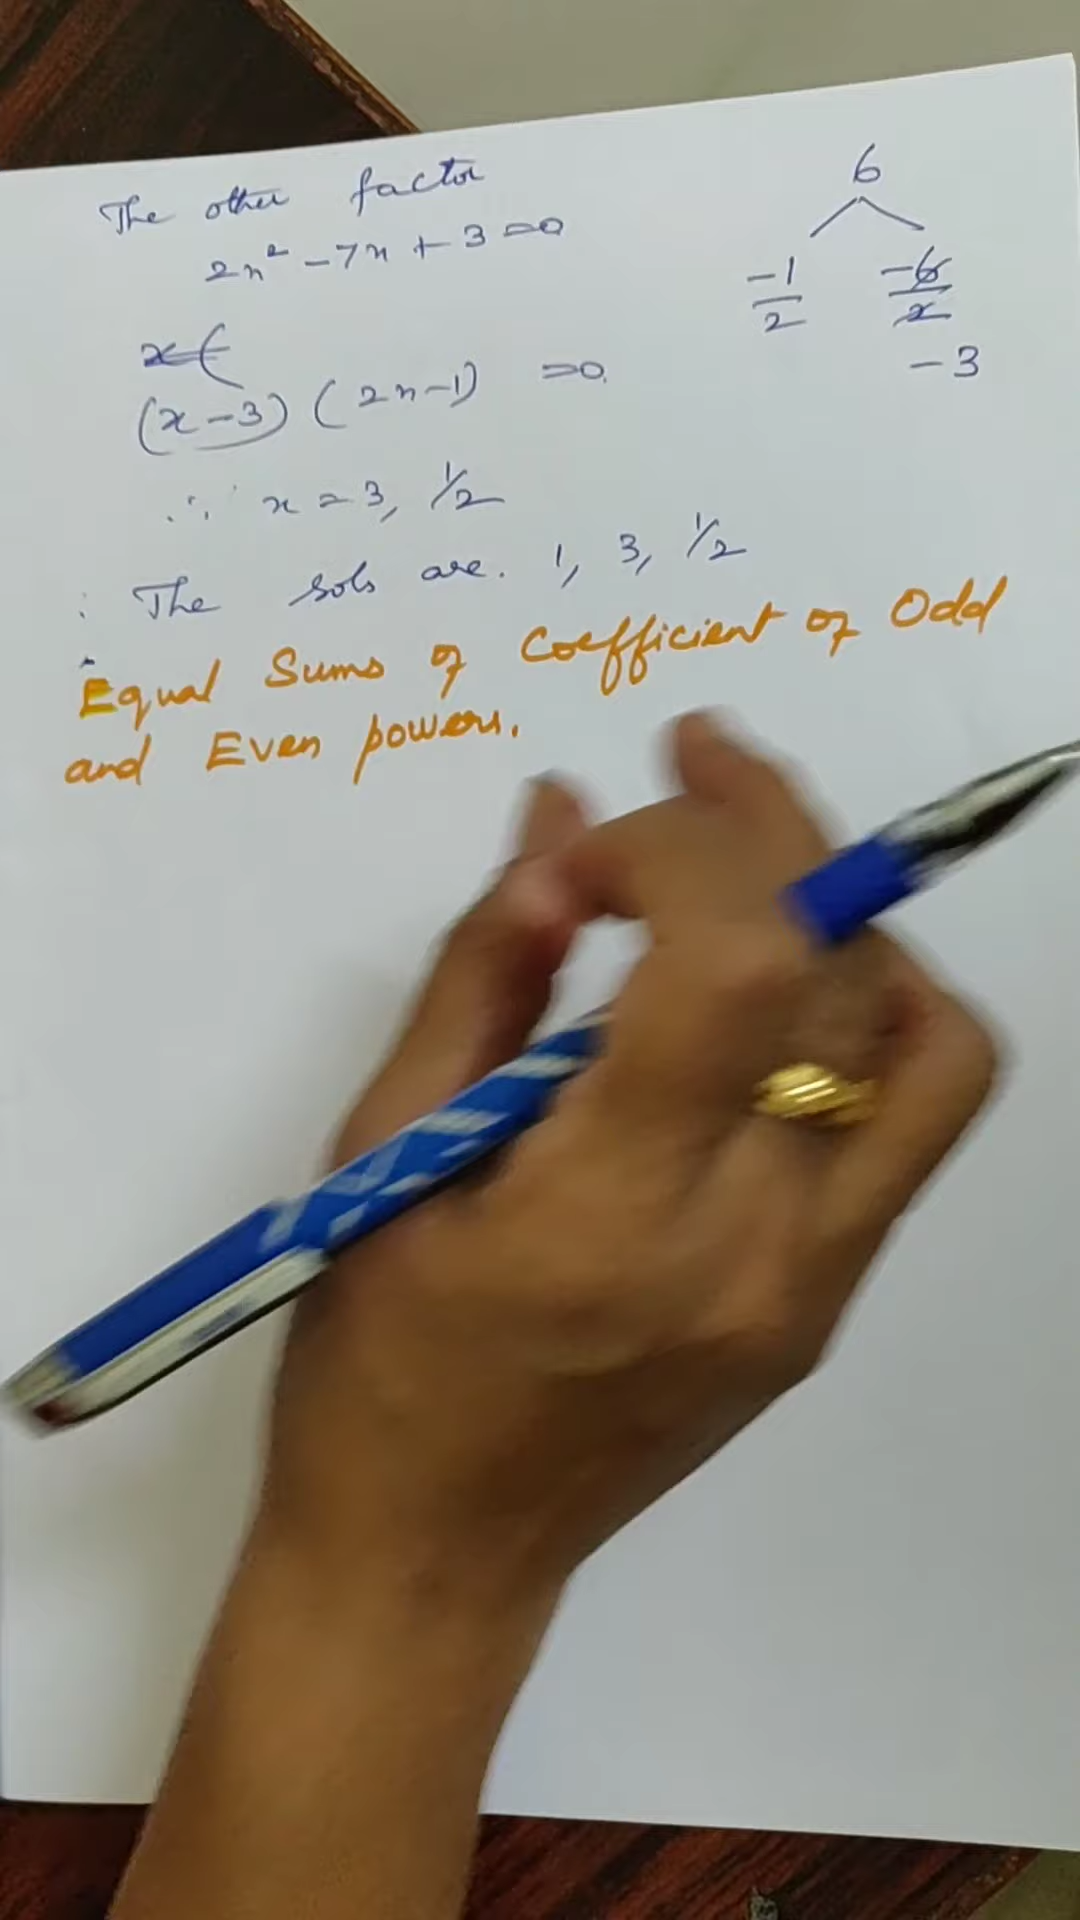 The other factor
6
2x² - 7x + 3 = 0
-1/2 -6/2
x(
-3
(x-3) (2x-1) = 0.
∴ x = 3, 1/2
∴ The sols are. 1, 3, 1/2
Equal Sums of Coefficient of Odd
and Even powers.